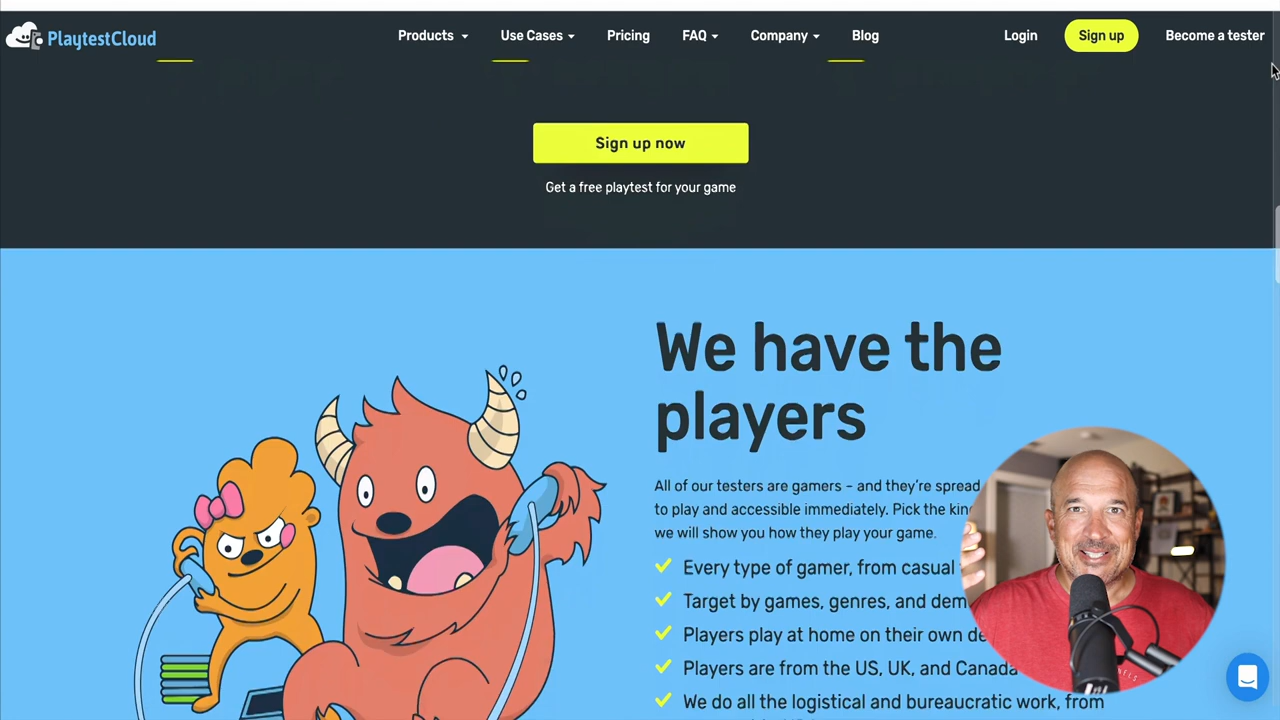 PlaytestCloud
Products
Use Cases
Pricing
FAQ
Company
Blog
Login
Sign up
Become a tester
Sign up now
Get a free playtest for your game
We have the
players
All of our testers are gamers – and they're spread
to play and accessible immediately. Pick the
we will show you how they play your game.
Every type of gamer, from casual
Target by games, genres, and
Players play at home on their own
Players are from the US, UK, and Canada
We do all the logistical and bureaucratic work, from